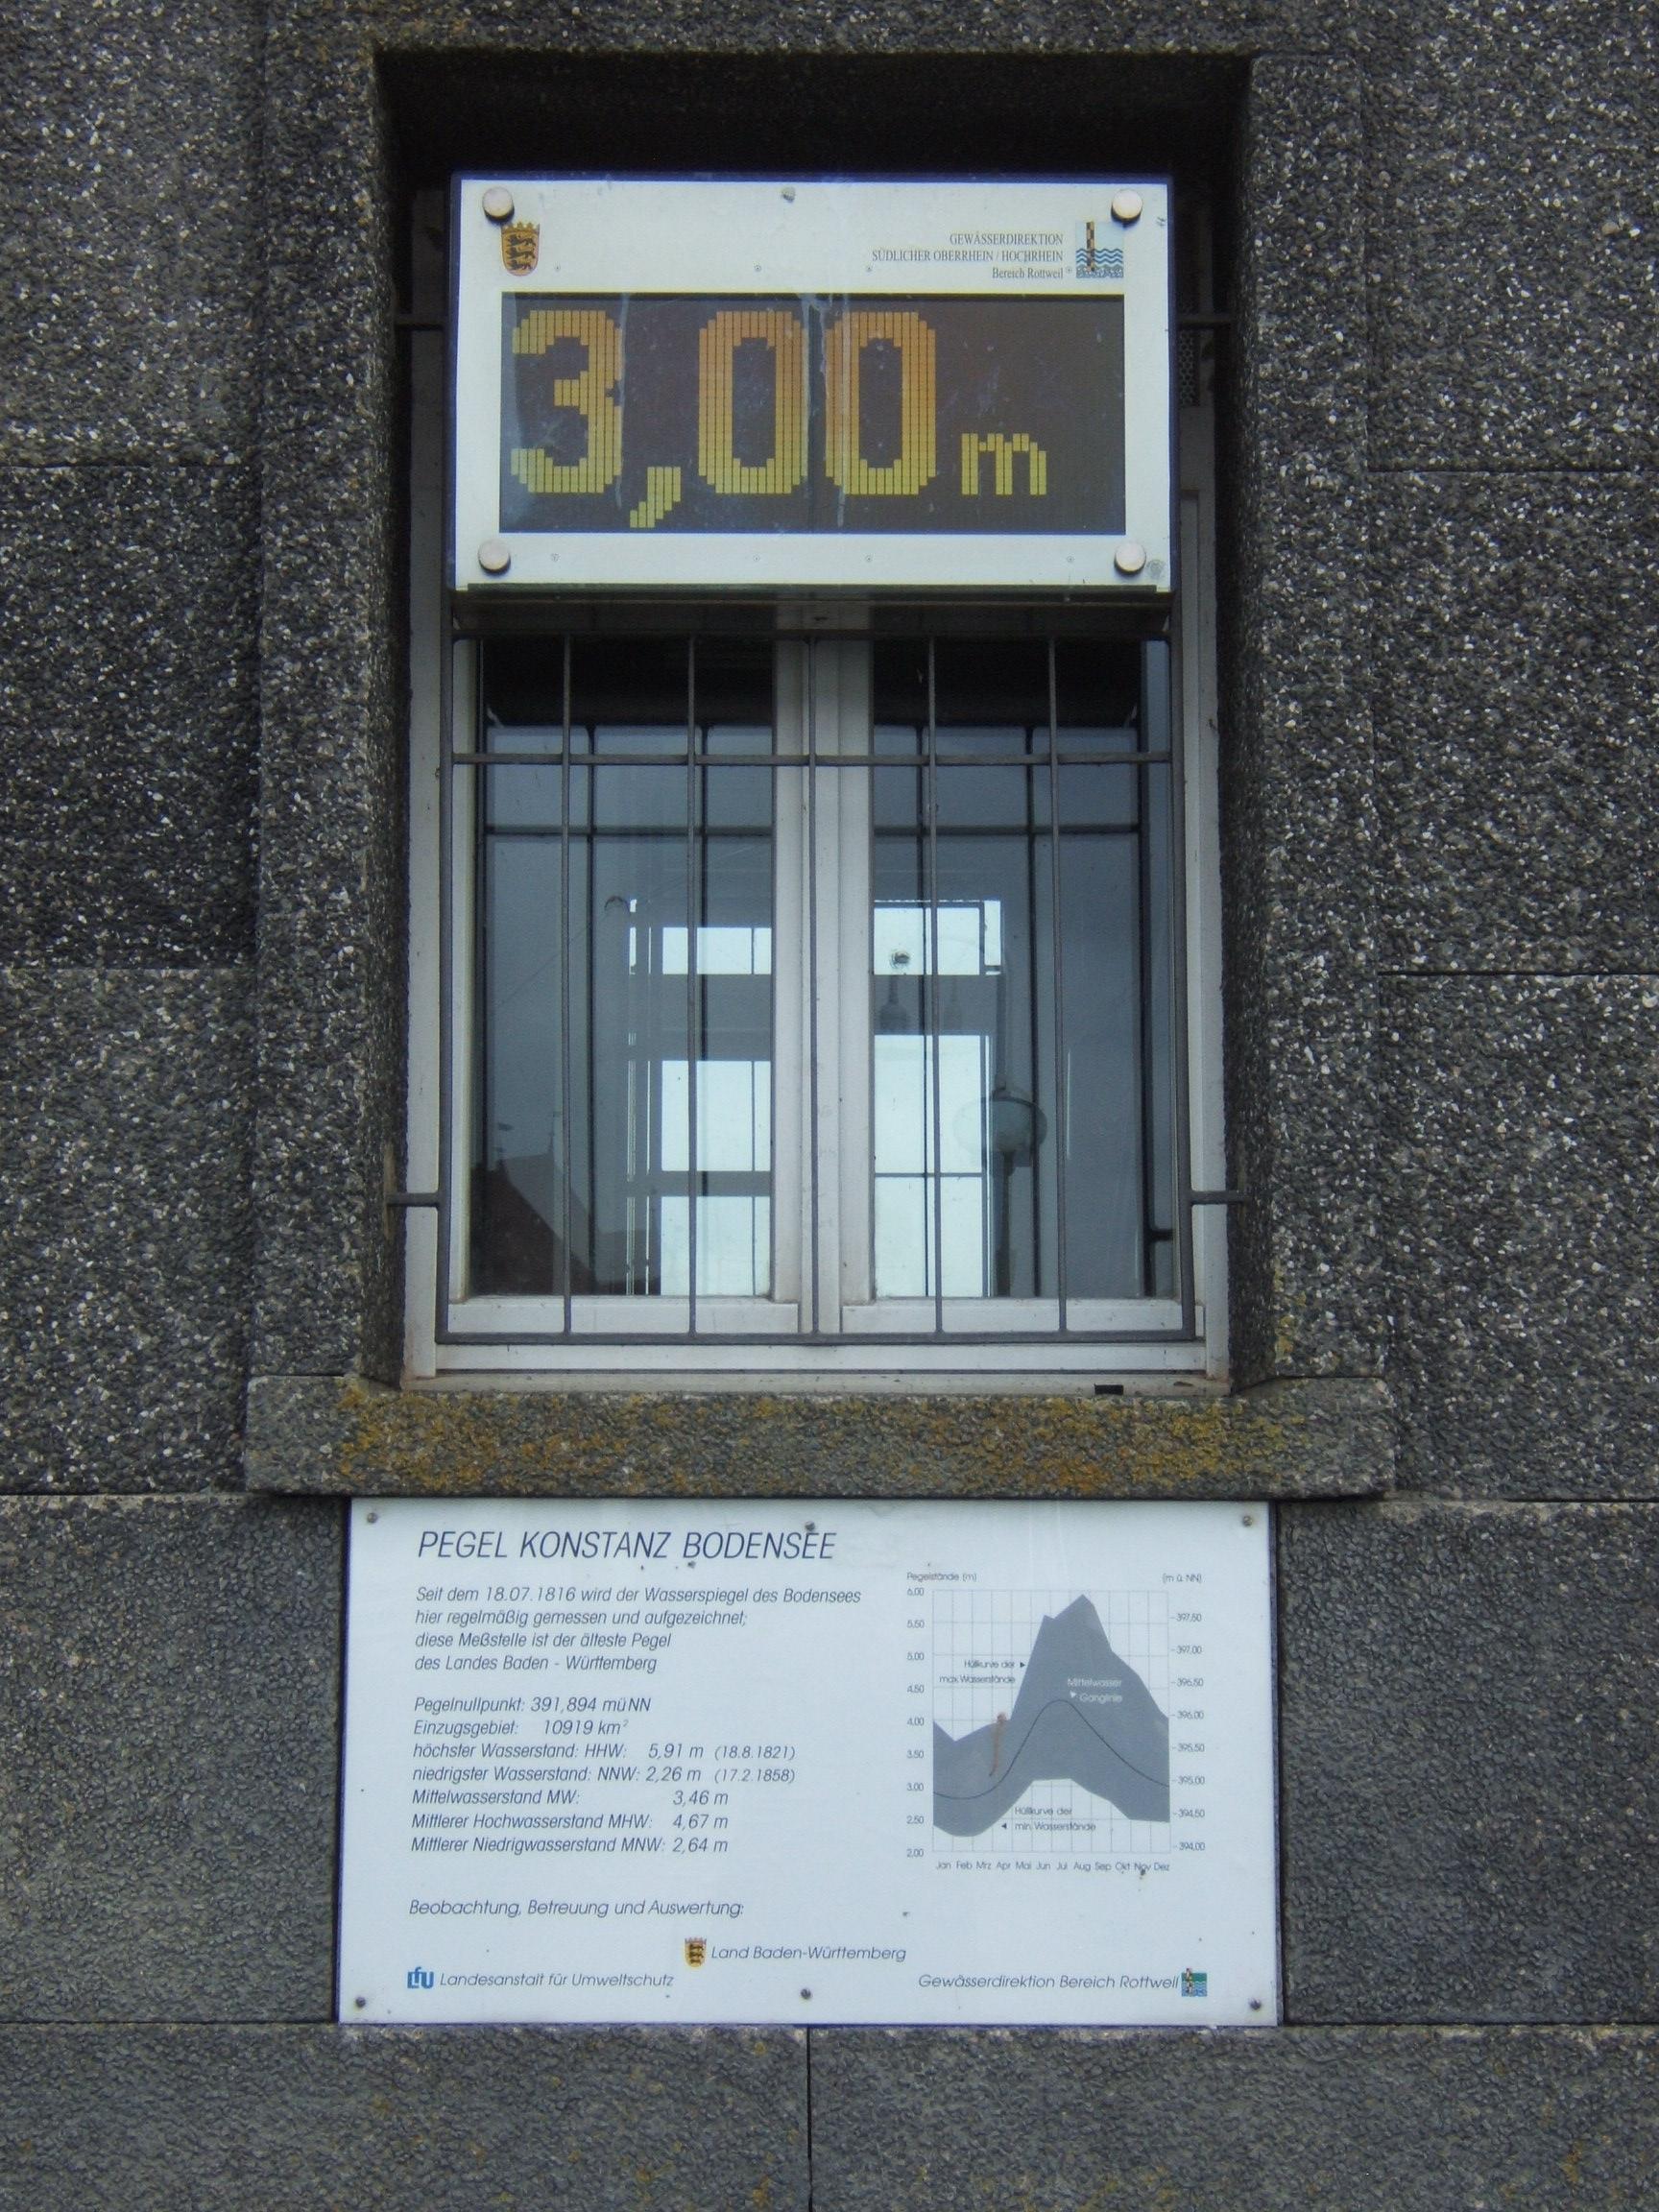 GEWÄSSERDIREKTION
SÜDLICHER OBERRHEIN / HOCHRHEIN
Bereich Rottweil
3,00 m
PEGEL KONSTANZ BODENSEE
Seit dem 18.07.1816 wird der Wasserspiegel des Bodensees
hier regelmäßig gemessen und aufgezeichnet;
diese Meßstelle ist der älteste Pegel
des Landes Baden - Württemberg
Pegelnullpunkt: 391,894 müNN
Einzugsgebiet: 10919 km²
höchster Wasserstand: HHW: 5,91 m (18.8.1821)
niedrigster Wasserstand: NNW: 2,26 m (17.2.1858)
Mittelwasserstand MW: 3,46 m
Mittlerer Hochwasserstand MHW: 4,67 m
Mittlerer Niedrigwasserstand MNW: 2,64 m
Pegelstände (m) (m ü. NN)
6,00
5,50 397,50
5,00 397,00
Hüllkurve der
max. Wasserstände
Mittelwasser
Ganglinie
4,50 396,50
4,00 396,00
3,50 395,50
3,00 395,00
Hüllkurve der
min. Wasserstände
2,50 394,50
2,00 394,00
Jan Feb Mrz Apr Mai Jun Jul Aug Sep Okt Nov Dez
Beobachtung, Betreuung und Auswertung:
Land Baden-Württemberg
LfU Landesanstalt für Umweltschutz
Gewässerdirektion Bereich Rottweil